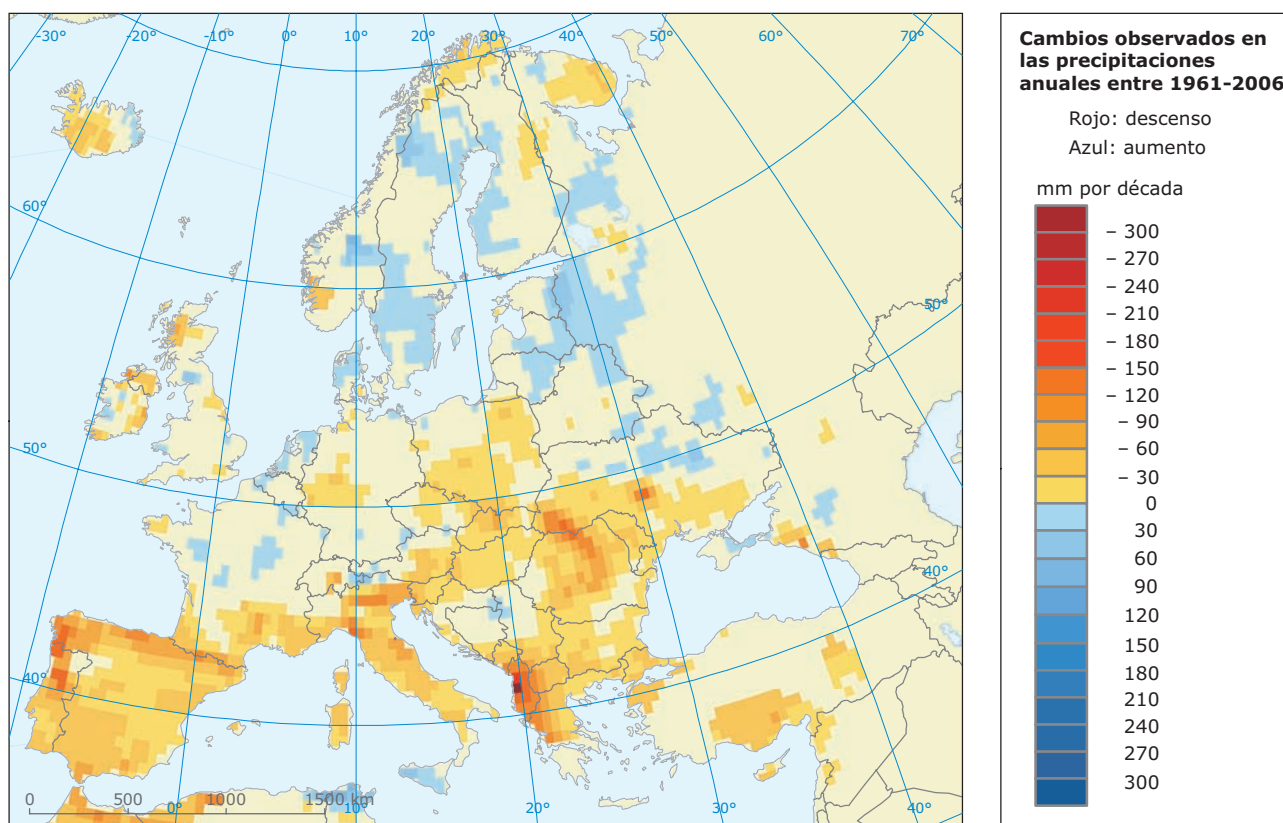 -30° -20° -10° 0° 10° 20° 30° 40° 50° 60° 70°
60°
50°
50°
40°
40°
0 500 1000 1500 km
0° 10° 20° 30° 40°
Cambios observados en
las precipitaciones
anuales entre 1961-2006
Rojo: descenso
Azul: aumento
mm por década
– 300
– 270
– 240
– 210
– 180
– 150
– 120
– 90
– 60
– 30
0
30
60
90
120
150
180
210
240
270
300